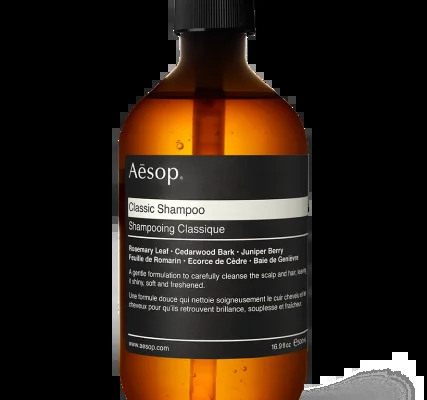 Aēsop®
Classic Shampoo
Shampooing Classique
Rosemary Leaf · Cedarwood Bark · Juniper Berry
Feuille de Romarin · Ecorce de Cèdre · Baie de Genièvre
A gentle formulation to carefully cleanse the scalp and hair, leaving
it shiny, soft and freshened.
Une formule douce qui nettoie soigneusement le cuir chevelu et les
cheveux pour qu'ils retrouvent brillance, souplesse et fraîcheur.
www.aesop.com 16.9 fl oz ℮500 mL